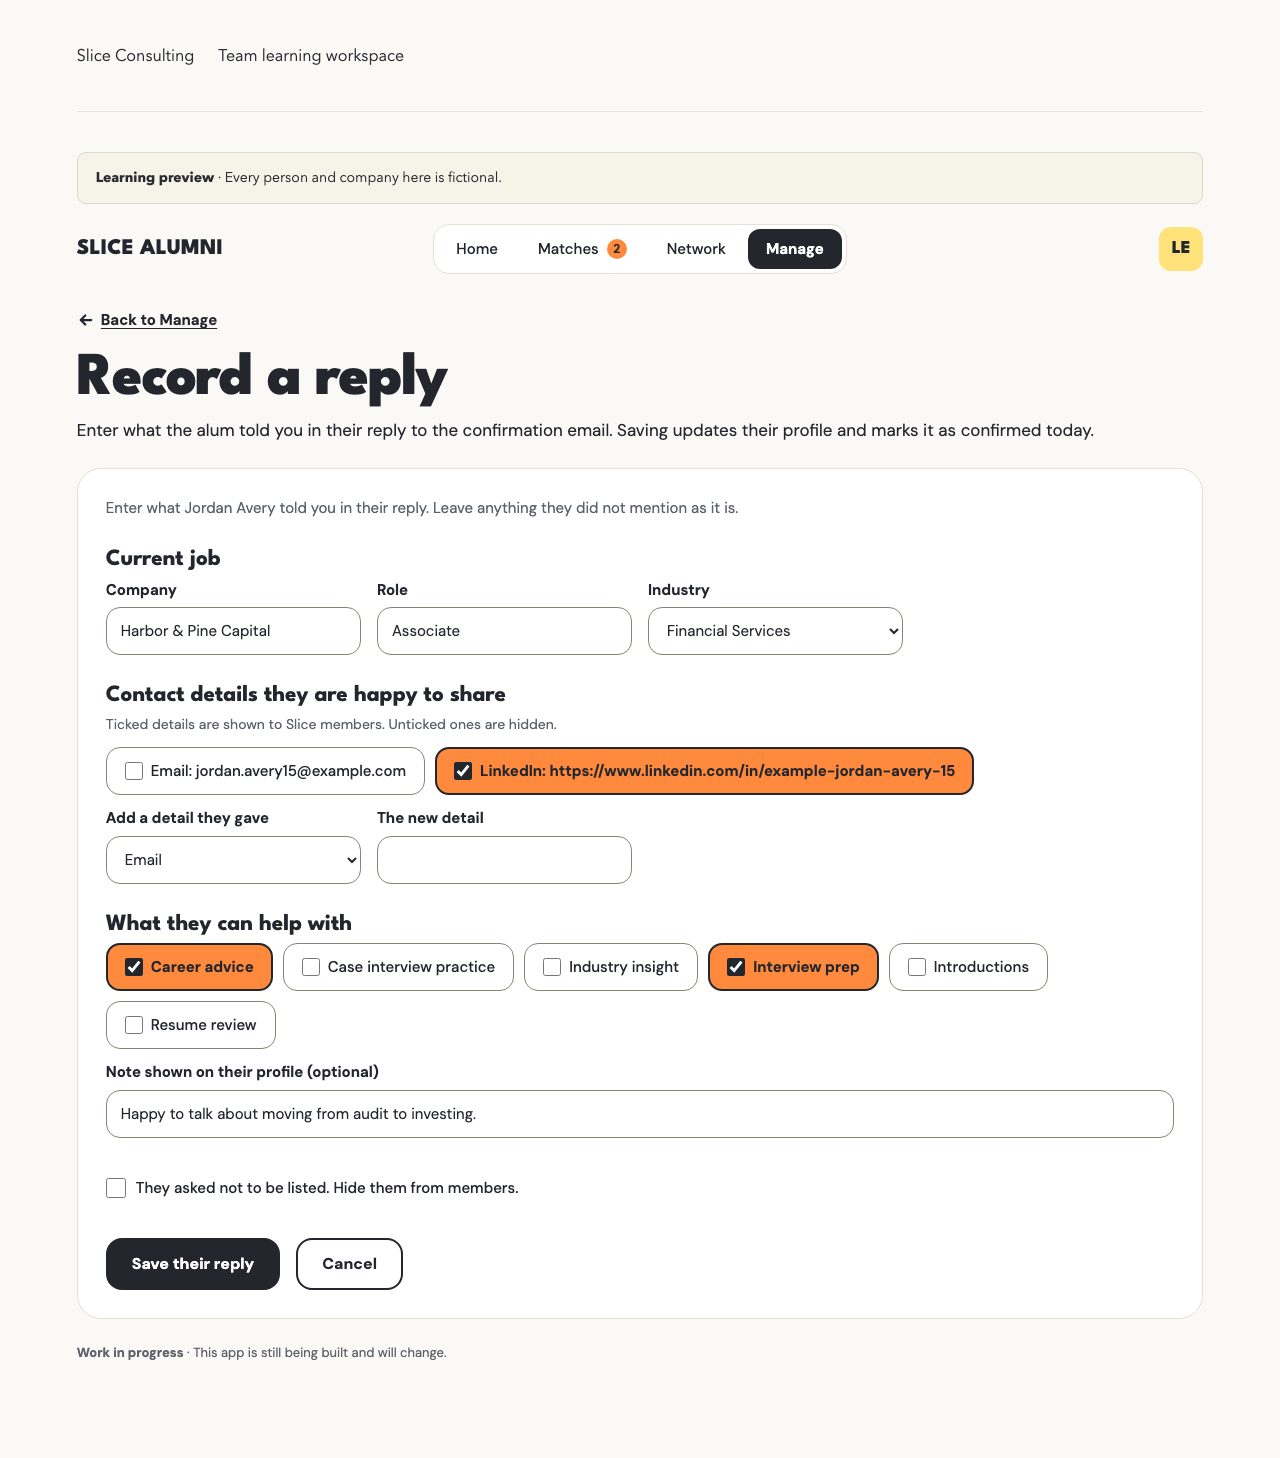 Slice Consulting Team learning workspace
Learning preview · Every person and company here is fictional.
SLICE ALUMNI
Home Matches 2 Network Manage
LE
← Back to Manage
Record a reply
Enter what the alum told you in their reply to the confirmation email. Saving updates their profile and marks it as confirmed today.
Enter what Jordan Avery told you in their reply. Leave anything they did not mention as it is.
Current job
Company Role Industry
Harbor & Pine Capital Associate Financial Services
Contact details they are happy to share
Ticked details are shown to Slice members. Unticked ones are hidden.
Email: jordan.avery15@example.com LinkedIn: https://www.linkedin.com/in/example-jordan-avery-15
Add a detail they gave The new detail
Email
What they can help with
Career advice Case interview practice Industry insight Interview prep Introductions
Resume review
Note shown on their profile (optional)
Happy to talk about moving from audit to investing.
They asked not to be listed. Hide them from members.
Save their reply Cancel
Work in progress · This app is still being built and will change.